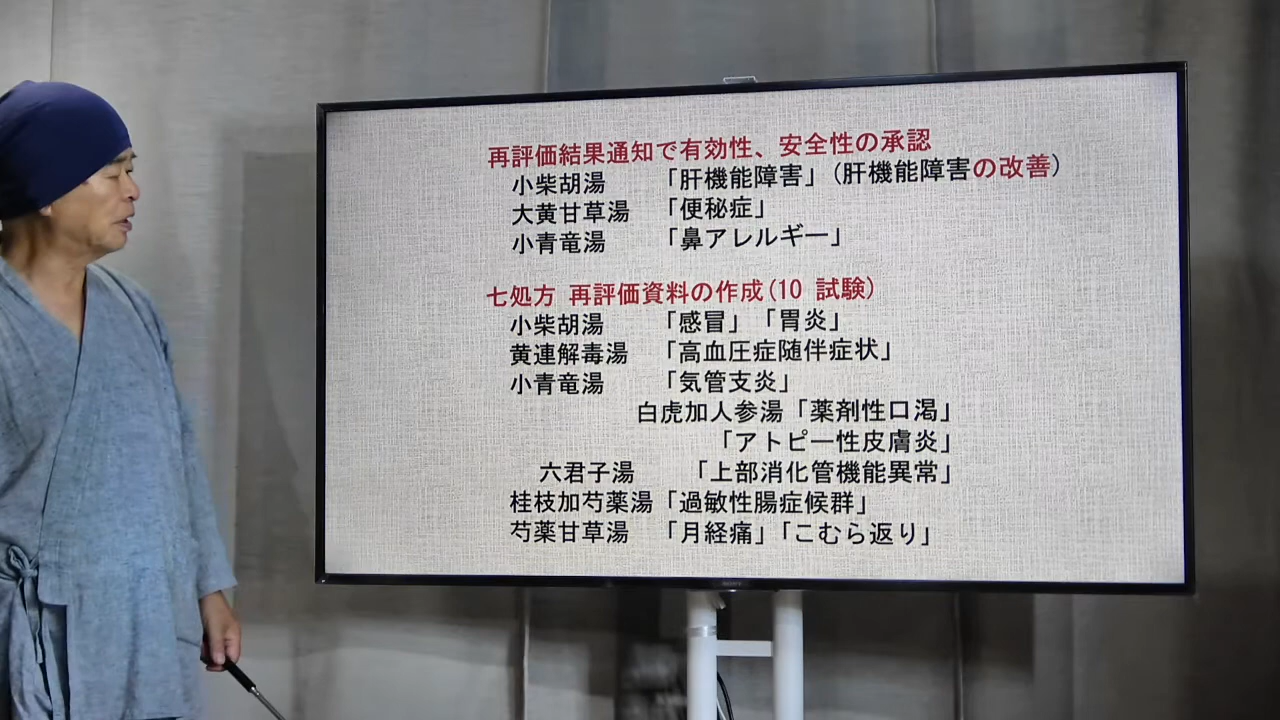 再評価結果通知で有効性、安全性の承認
小柴胡湯 「肝機能障害」(肝機能障害の改善)
大黄甘草湯 「便秘症」
小青竜湯 「鼻アレルギー」
七処方 再評価資料の作成(10 試験)
小柴胡湯 「感冒」「胃炎」
黄連解毒湯 「高血圧症随伴症状」
小青竜湯 「気管支炎」
白虎加人参湯「薬剤性口渇」
「アトピー性皮膚炎」
六君子湯 「上部消化管機能異常」
桂枝加芍薬湯「過敏性腸症候群」
芍薬甘草湯 「月経痛」「こむら返り」
SONY